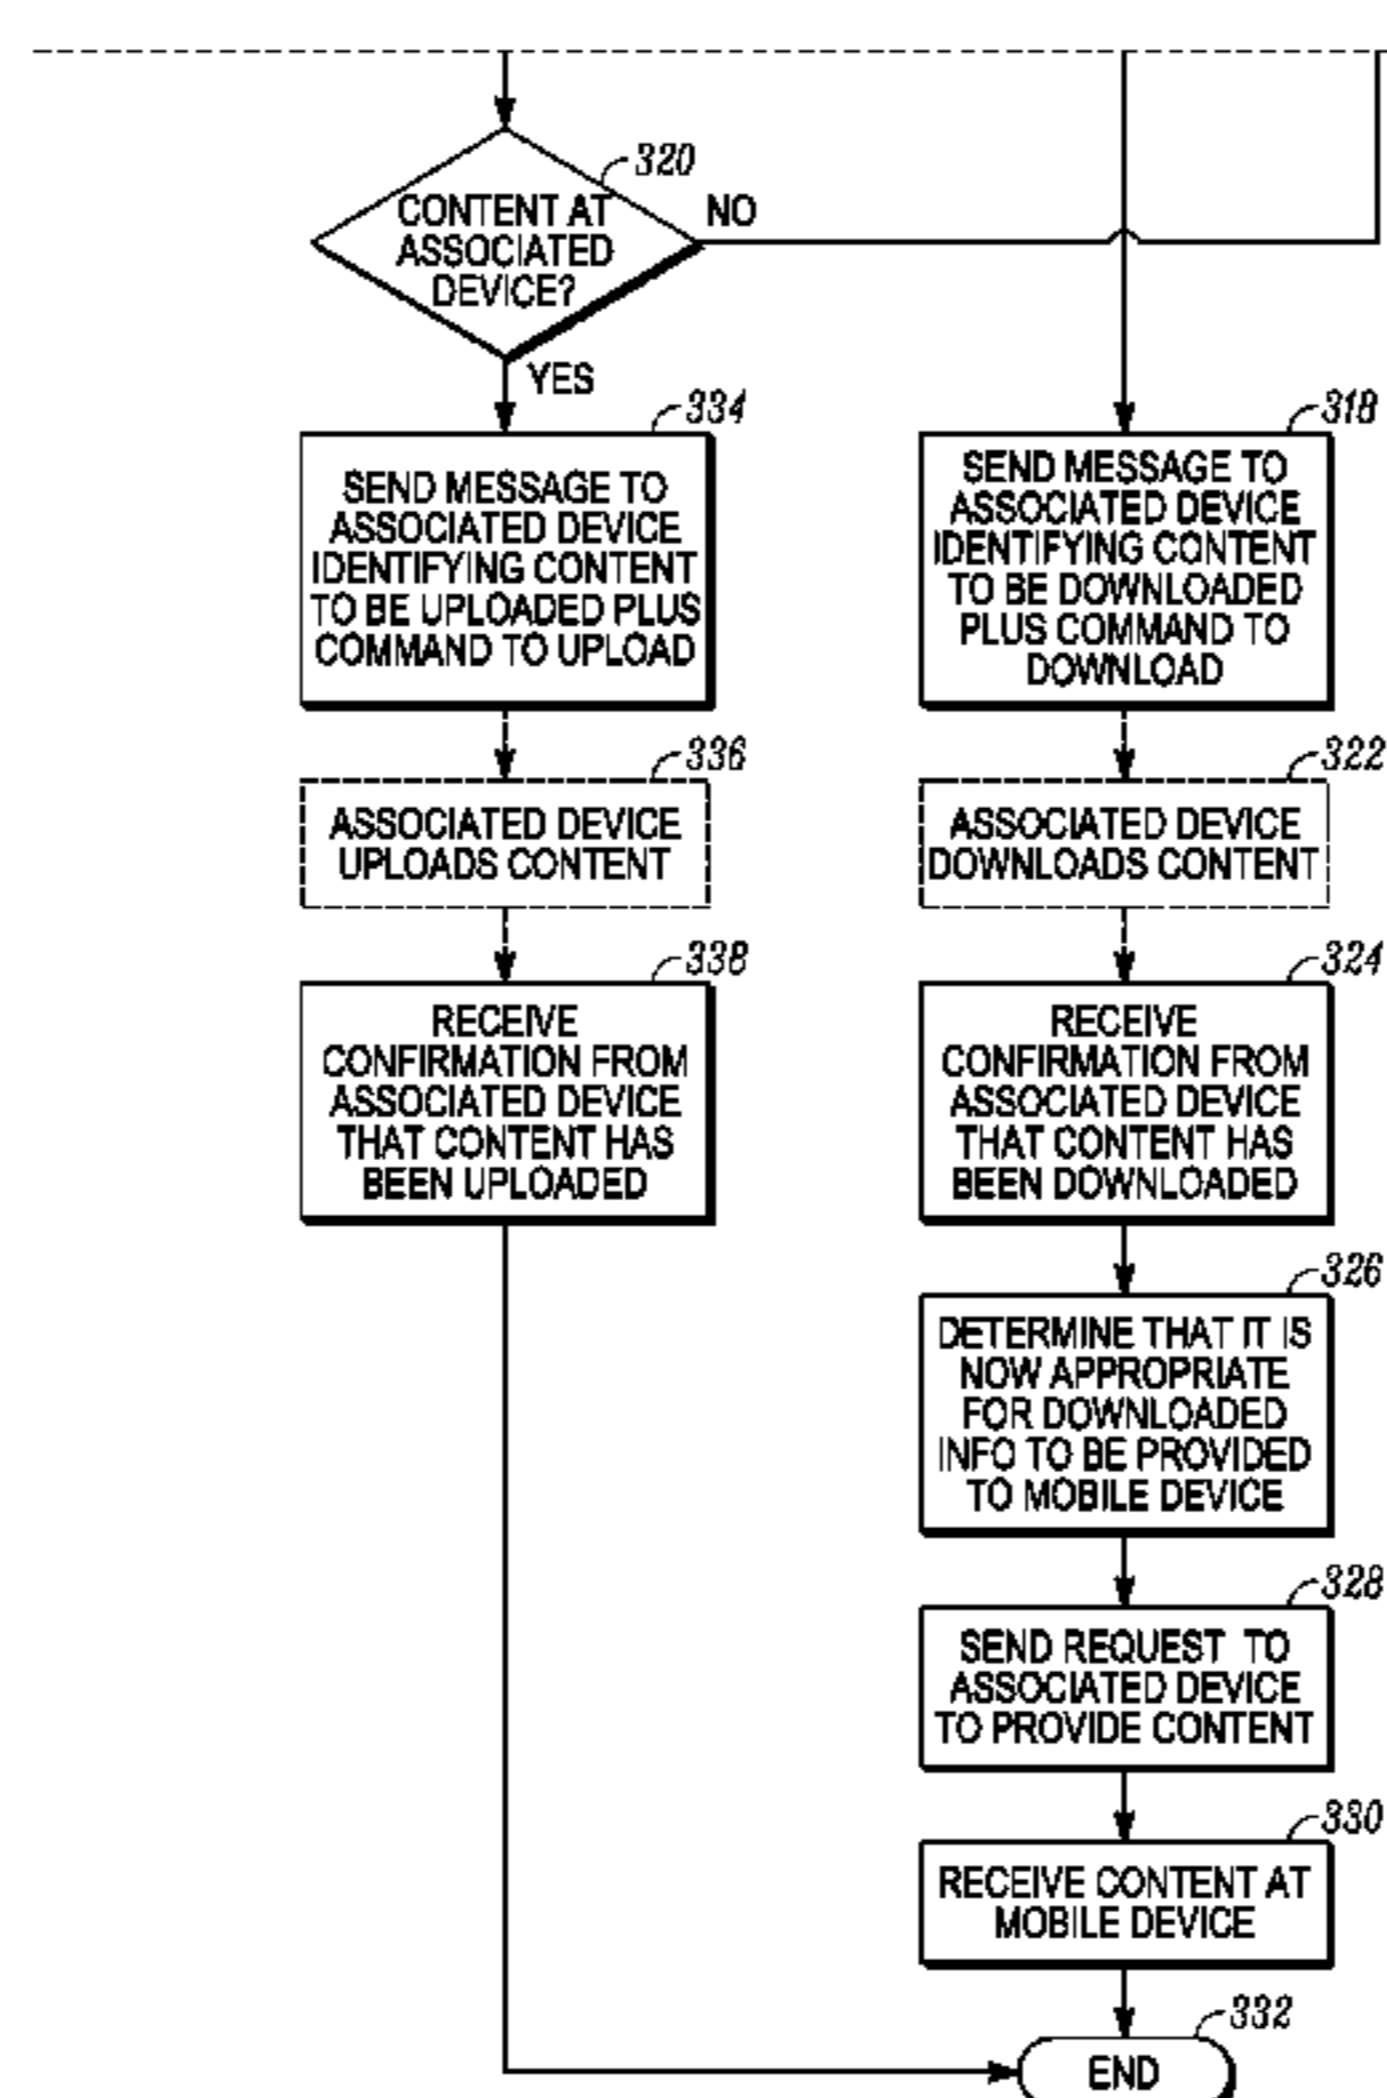 320
CONTENT AT
ASSOCIATED
DEVICE?
NO
YES
334
SEND MESSAGE TO
ASSOCIATED DEVICE
IDENTIFYING CONTENT
TO BE UPLOADED PLUS
COMMAND TO UPLOAD
336
ASSOCIATED DEVICE
UPLOADS CONTENT
338
RECEIVE
CONFIRMATION FROM
ASSOCIATED DEVICE
THAT CONTENT HAS
BEEN UPLOADED
318
SEND MESSAGE TO
ASSOCIATED DEVICE
IDENTIFYING CONTENT
TO BE DOWNLOADED
PLUS COMMAND TO
DOWNLOAD
322
ASSOCIATED DEVICE
DOWNLOADS CONTENT
324
RECEIVE
CONFIRMATION FROM
ASSOCIATED DEVICE
THAT CONTENT HAS
BEEN DOWNLOADED
326
DETERMINE THAT IT IS
NOW APPROPRIATE
FOR DOWNLOADED
INFO TO BE PROVIDED
TO MOBILE DEVICE
328
SEND REQUEST TO
ASSOCIATED DEVICE
TO PROVIDE CONTENT
330
RECEIVE CONTENT AT
MOBILE DEVICE
332
END